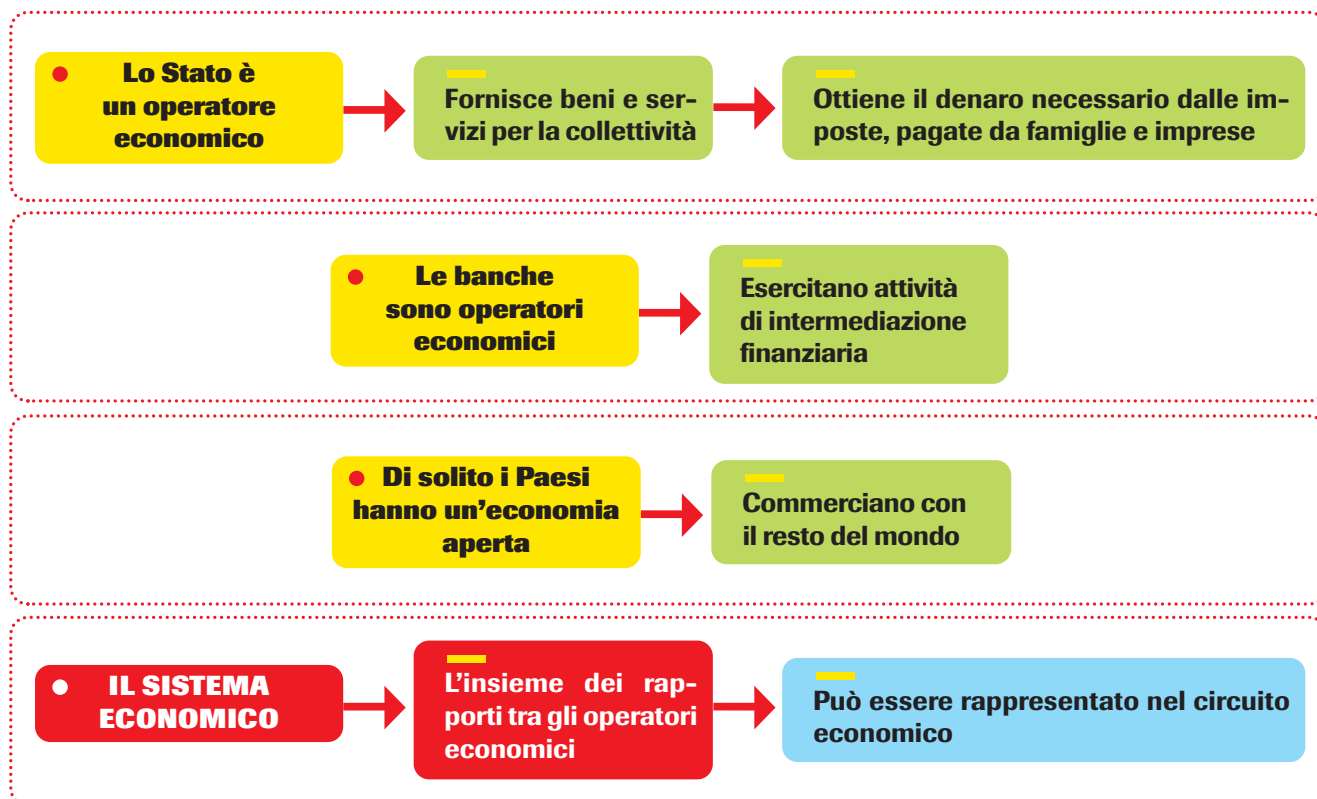 Lo Stato è
un operatore
economico
Fornisce beni e ser-
vizi per la collettività
Ottiene il denaro necessario dalle im-
poste, pagate da famiglie e imprese
Le banche
sono operatori
economici
Esercitano attività
di intermediazione
finanziaria
Di solito i Paesi
hanno un’economia
aperta
Commerciano con
il resto del mondo
IL SISTEMA
ECONOMICO
L’insieme dei rap-
porti tra gli operatori
economici
Può essere rappresentato nel circuito
economico